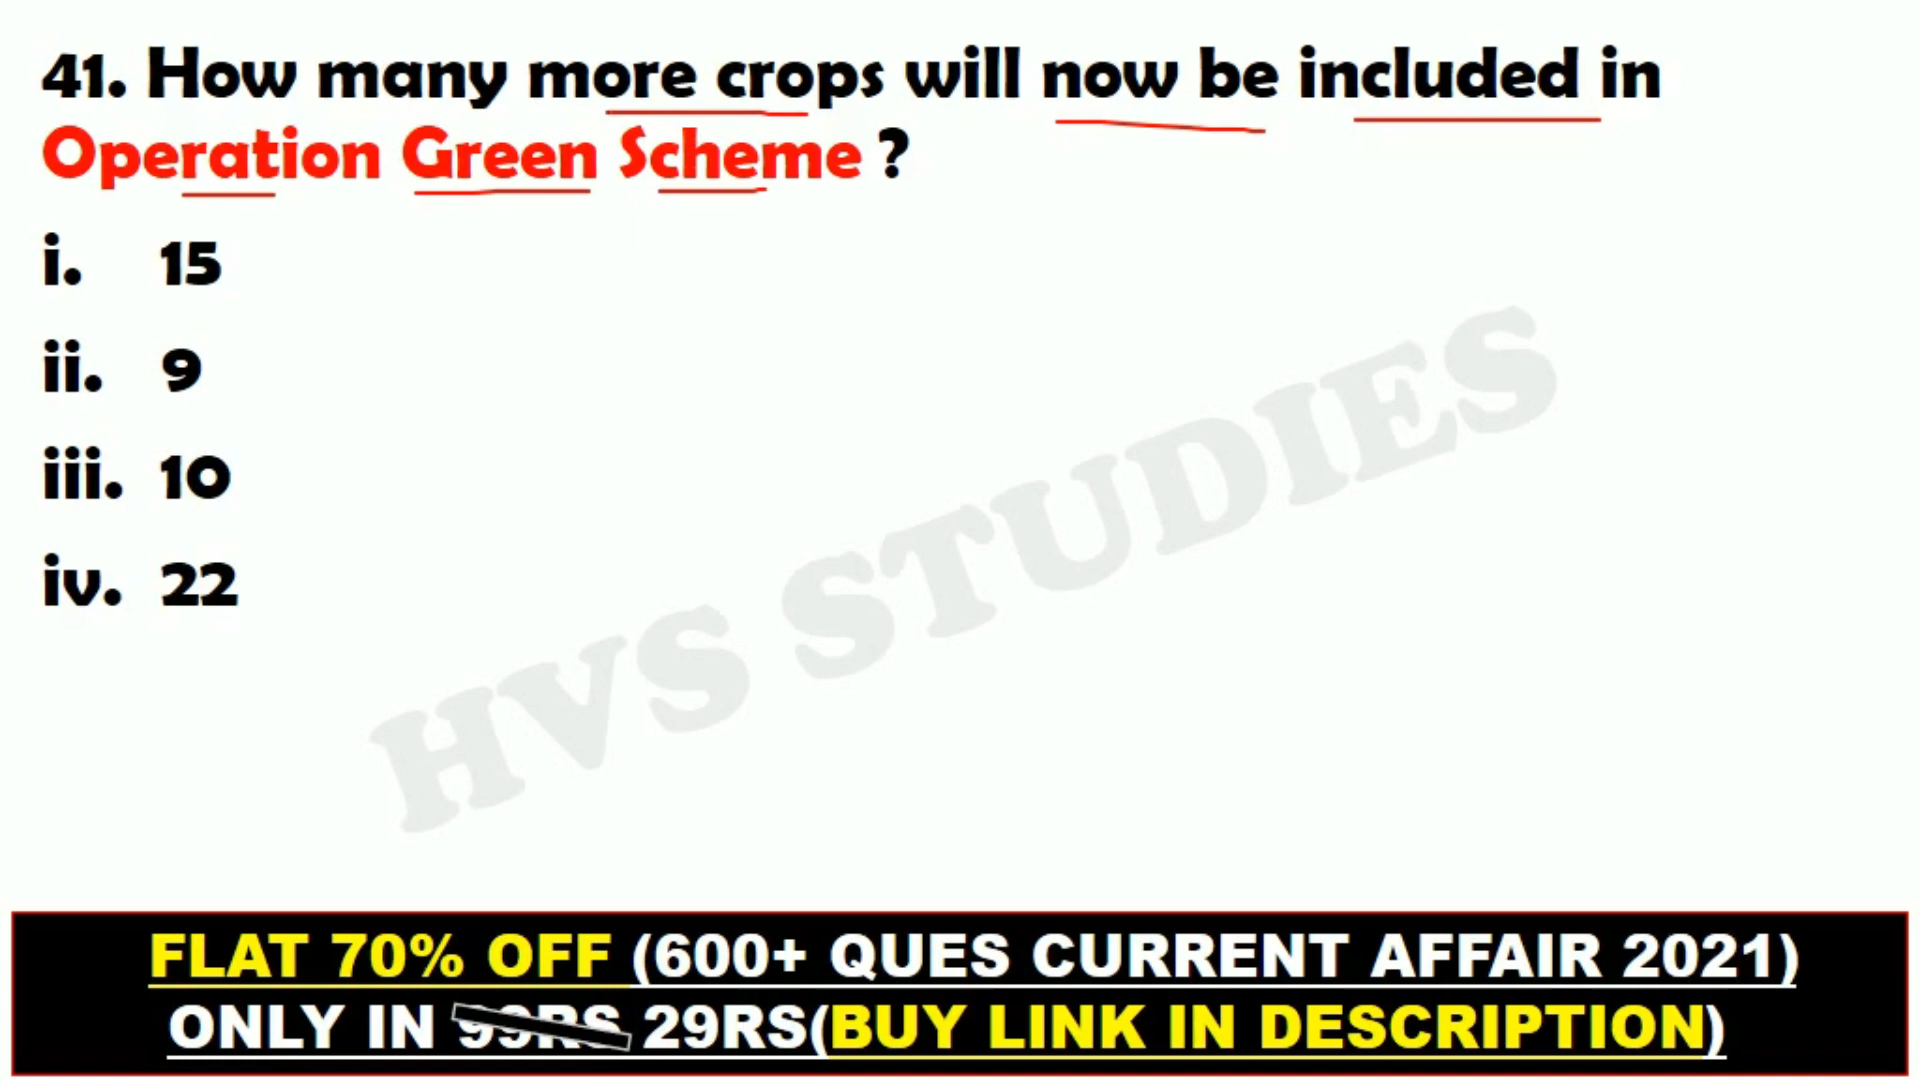 41. How many more crops will now be included in
Operation Green Scheme ?
i. 15
ii. 9
iii. 10
iv. 22
HVS STUDIES
FLAT 70% OFF (600+ QUES CURRENT AFFAIR 2021)
ONLY IN 99RS 29RS(BUY LINK IN DESCRIPTION)